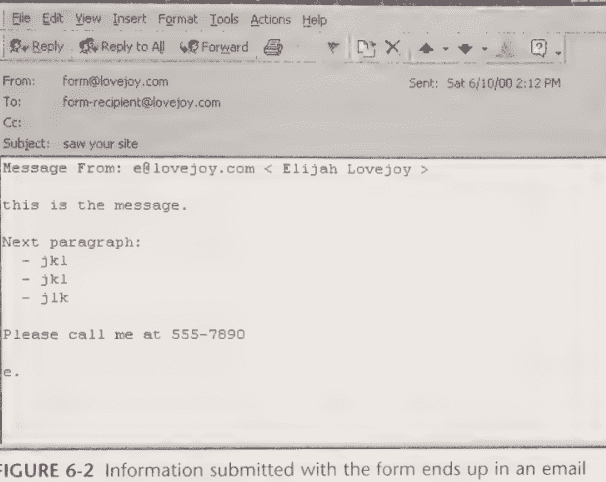 File Edit View Insert Format Tools Actions Help
Reply Reply to All Forward
From: form@lovejoy.com Sent: Sat 6/10/00 2:12 PM
To: form-recipient@lovejoy.com
Cc:
Subject: saw your site
Message From: e@lovejoy.com < Elijah Lovejoy >
this is the message.
Next paragraph:
- jkl
- jkl
- jlk
Please call me at 555-7890
e.
FIGURE 6-2 Information submitted with the form ends up in an email